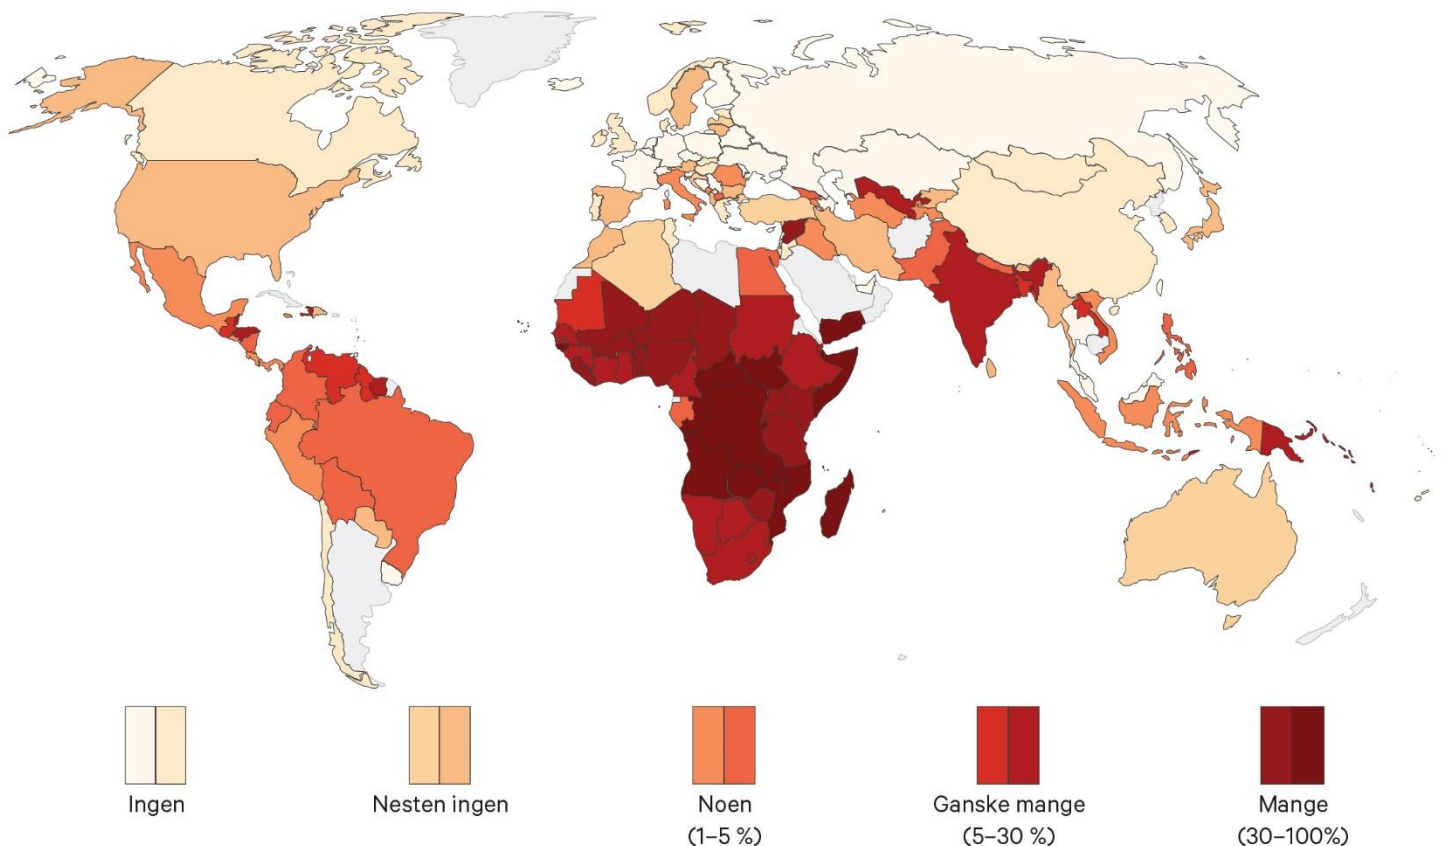 Ingen
Nesten ingen
Noen
(1–5 %)
Ganske mange
(5–30 %)
Mange
(30–100%)